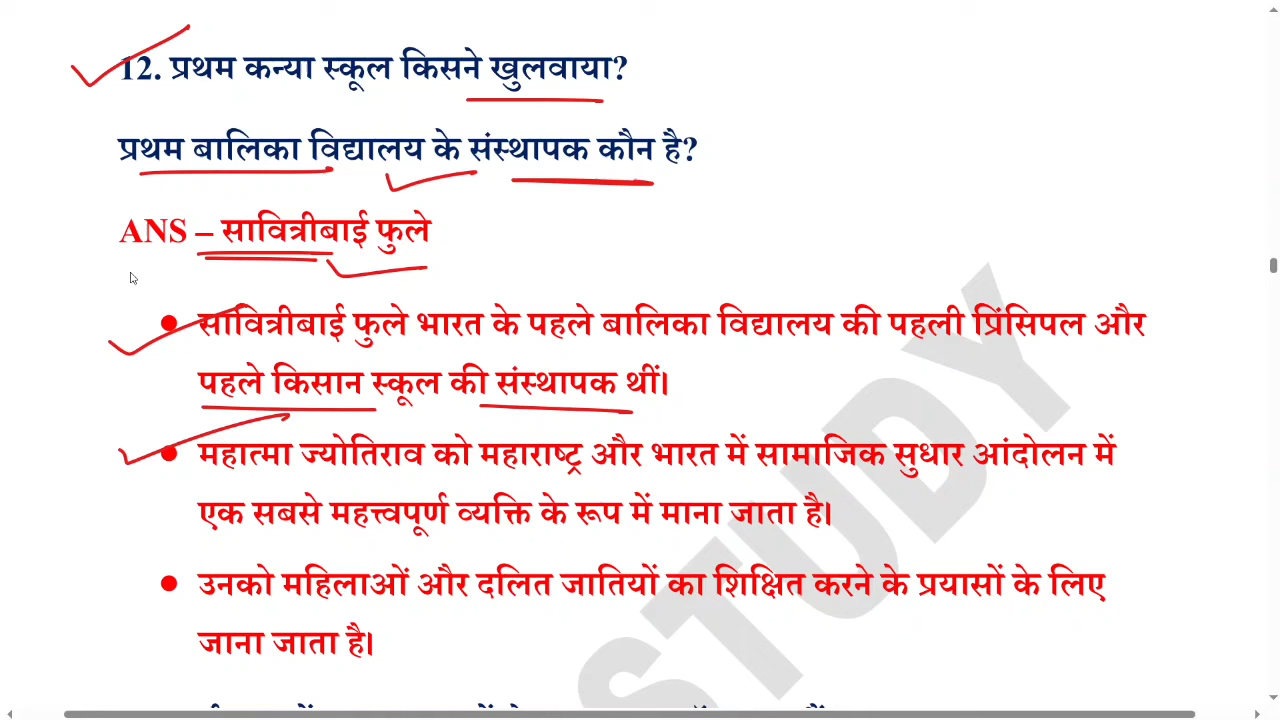 12. प्रथम कन्या स्कूल किसने खुलवाया?
प्रथम बालिका विद्यालय के संस्थापक कौन है?
ANS – सावित्रीबाई फुले
● सावित्रीबाई फुले भारत के पहले बालिका विद्यालय की पहली प्रिंसिपल और
पहले किसान स्कूल की संस्थापक थीं।
● महात्मा ज्योतिराव को महाराष्ट्र और भारत में सामाजिक सुधार आंदोलन में
एक सबसे महत्त्वपूर्ण व्यक्ति के रूप में माना जाता है।
● उनको महिलाओं और दलित जातियों का शिक्षित करने के प्रयासों के लिए
जाना जाता है।
STUDY